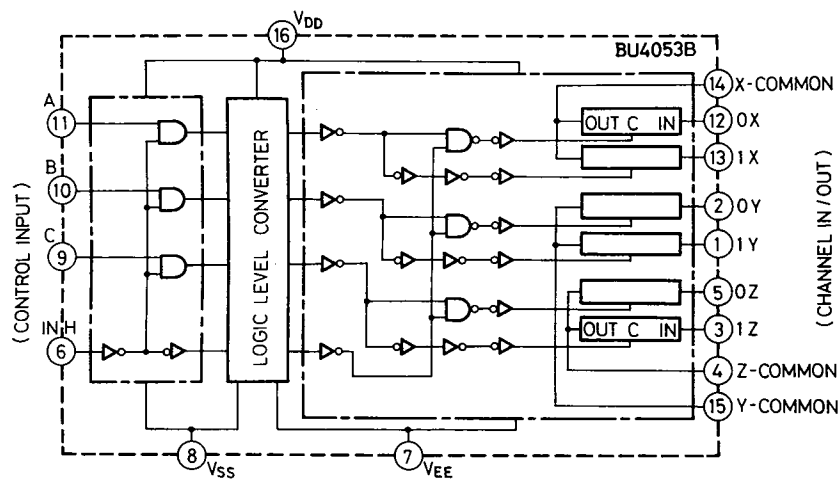 VDD
16
BU4053B
14 X-COMMON
A
11
OUT C IN
12 0X
13 1X
B
10
2 0Y
C
9
1 1Y
5 0Z
INH
6
OUT C IN
3 1Z
4 Z-COMMON
15 Y-COMMON
8 VSS
7 VEE
(CONTROL INPUT)
LOGIC LEVEL CONVERTER
(CHANNEL IN/OUT)